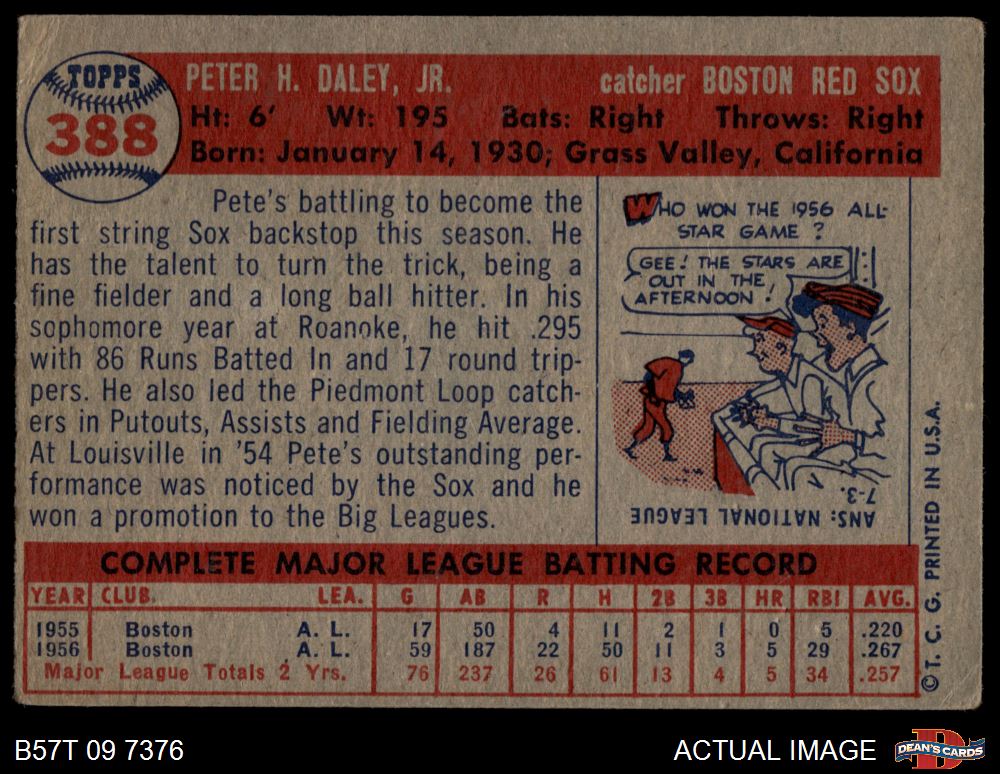 TOPPS
388
PETER H. DALEY, JR. catcher BOSTON RED SOX
Ht: 6' Wt: 195 Bats: Right Throws: Right
Born: January 14, 1930; Grass Valley, California
Pete's battling to become the
first string Sox backstop this season. He
has the talent to turn the trick, being a
fine fielder and a long ball hitter. In his
sophomore year at Roanoke, he hit .295
with 86 Runs Batted In and 17 round trip-
pers. He also led the Piedmont Loop catch-
ers in Putouts, Assists and Fielding Average.
At Louisville in '54 Pete's outstanding per-
formance was noticed by the Sox and he
won a promotion to the Big Leagues.
WHO WON THE 1956 ALL-
STAR GAME ?
GEE! THE STARS ARE
OUT IN THE
AFTERNOON!
ANS: NATIONAL LEAGUE
7-3.
COMPLETE MAJOR LEAGUE BATTING RECORD
YEAR CLUB. LEA. G AB R H 2B 3B HR RBI AVG.
1955 Boston A. L. 17 50 4 11 2 1 0 5 .220
1956 Boston A. L. 59 187 22 50 11 3 5 29 .267
Major League Totals 2 Yrs. 76 237 26 61 13 4 5 34 .257
© T. C. G. PRINTED IN U.S.A.
B57T 09 7376
ACTUAL IMAGE
D
DEAN'S CARDS